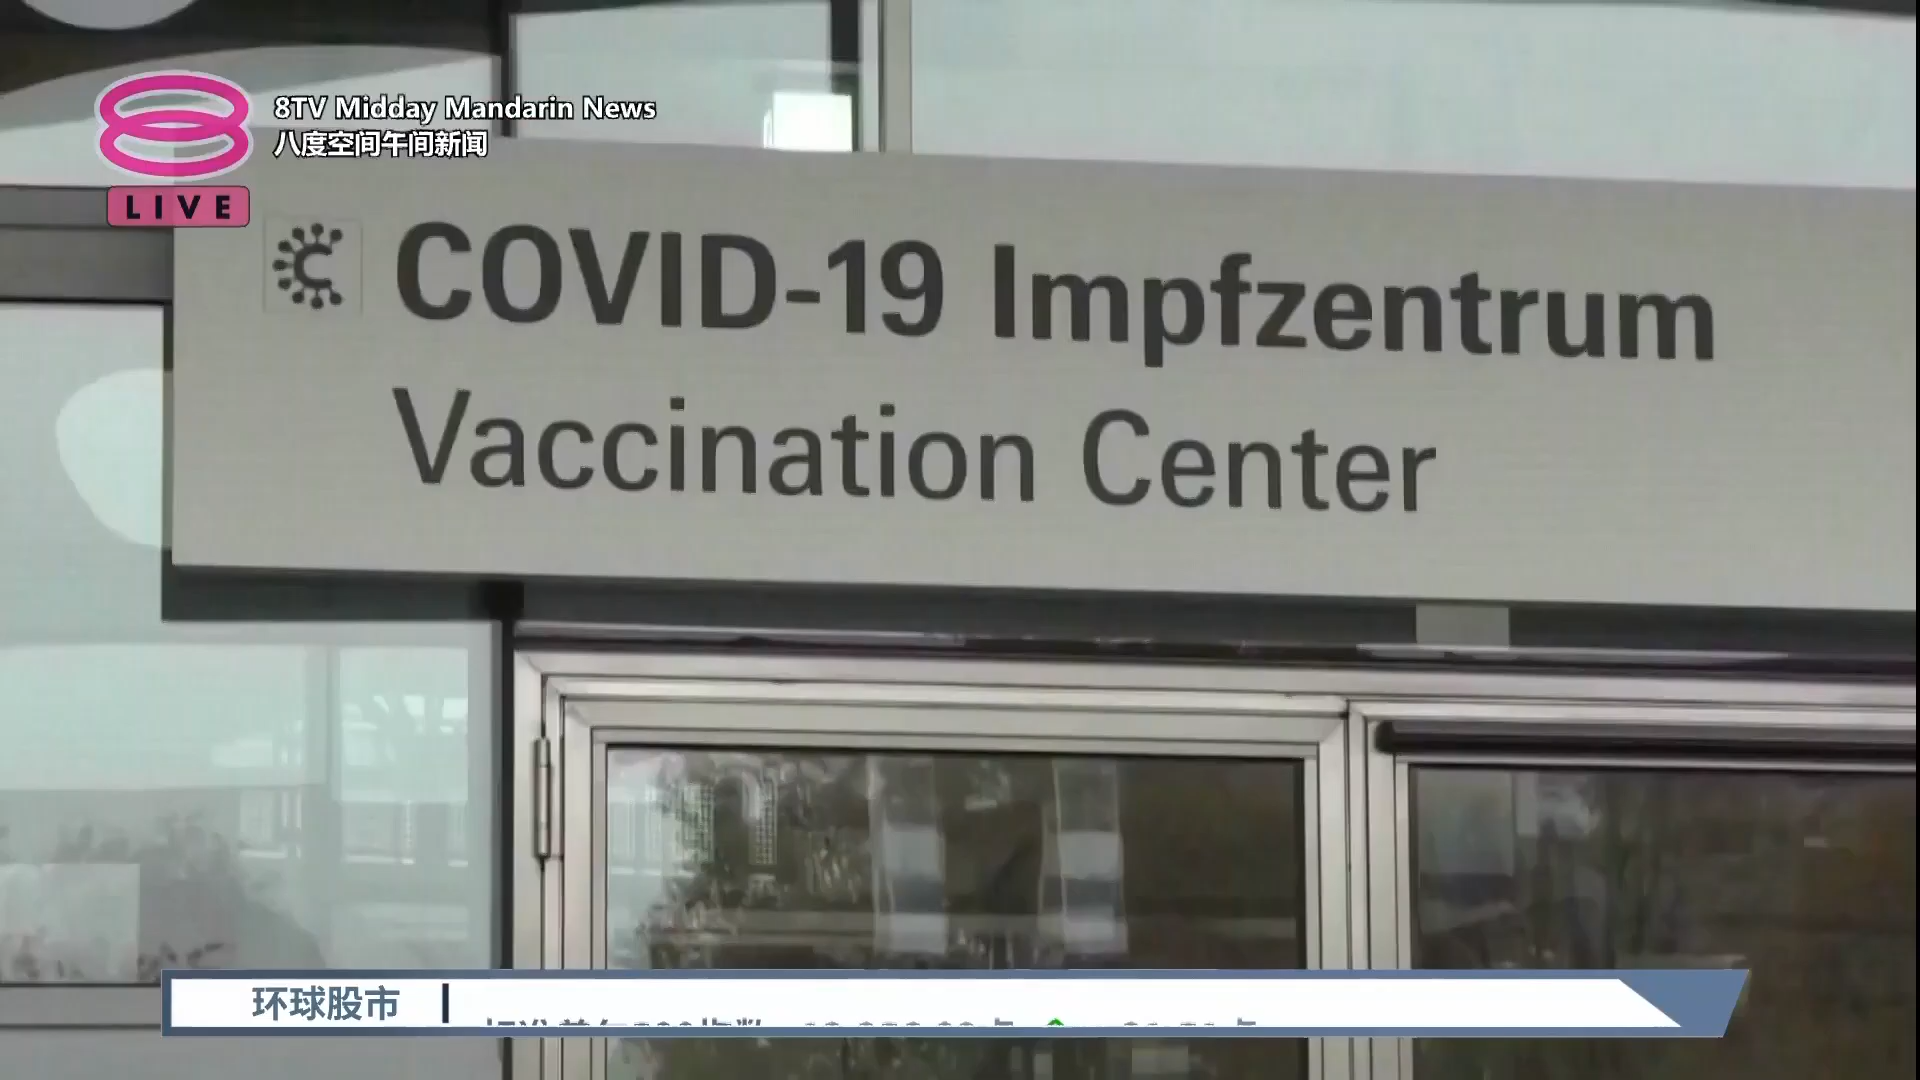 8TV Midday Mandarin News
八度空间午间新闻
LIVE
COVID-19 Impfzentrum
Vaccination Center
环球股市